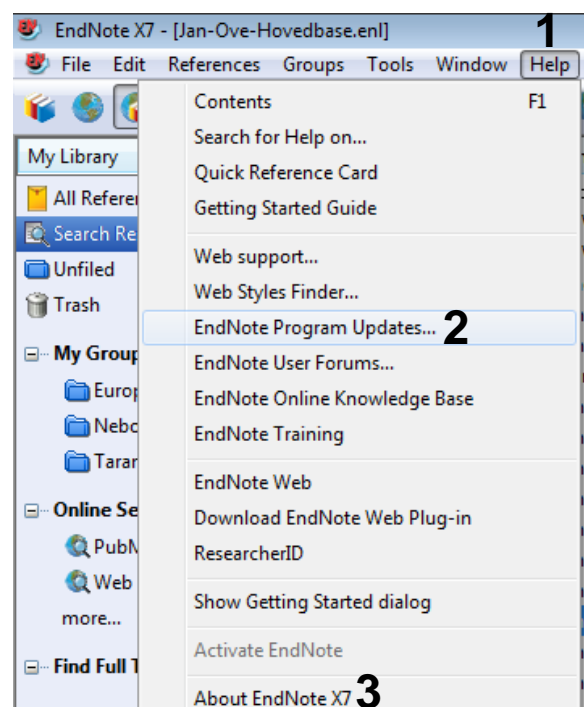 EndNote X7 - [Jan-Ove-Hovedbase.enl]
1
File Edit References Groups Tools Window Help
Contents F1
Search for Help on...
My Library
Quick Reference Card
All
Getting Started Guide
Search
Web support...
Unfiled
Web Styles Finder...
Trash
EndNote Program Updates... 2
My
EndNote User Forums...
EndNote Online Knowledge Base
EndNote Training
EndNote Web
Online
Download EndNote Web Plug-in
ResearcherID
Web
Show Getting Started dialog
more...
Activate EndNote
Find Full
About EndNote X7 3